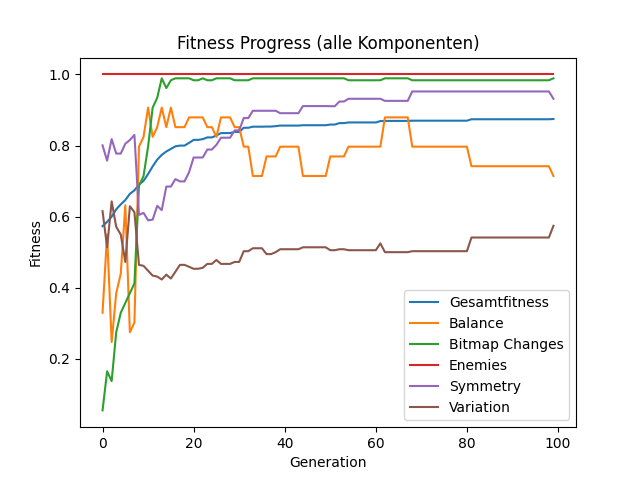 Fitness Progress (alle Komponenten)
1.0
0.8
0.6
0.4
0.2
Fitness
0 20 40 60 80 100
Generation
Gesamtfitness
Balance
Bitmap Changes
Enemies
Symmetry
Variation